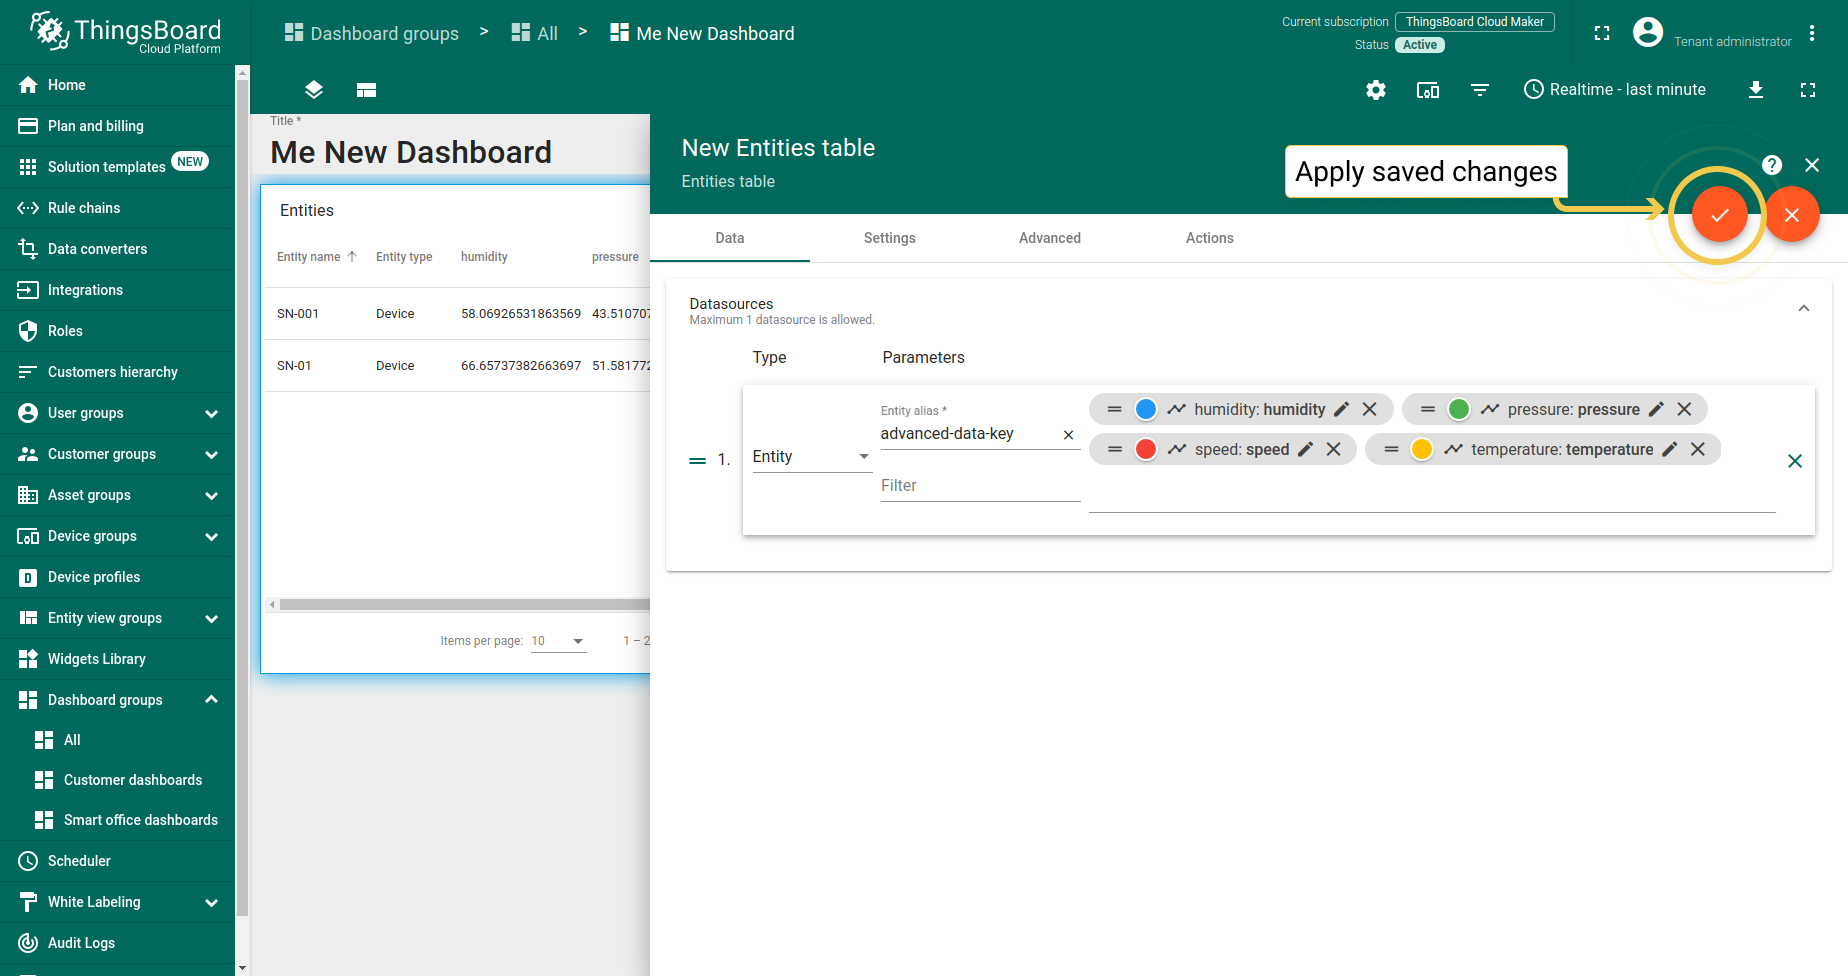 ThingsBoard
Cloud Platform
Home
Plan and billing
Solution templates NEW
Rule chains
Data converters
Integrations
Roles
Customers hierarchy
User groups
Customer groups
Asset groups
Device groups
Device profiles
Entity view groups
Widgets Library
Dashboard groups
All
Customer dashboards
Smart office dashboards
Scheduler
White Labeling
Audit Logs
Dashboard groups > All > Me New Dashboard
Current subscription ThingsBoard Cloud Maker
Status Active
Tenant administrator
Realtime - last minute
Title *
Me New Dashboard
Entities
Entity name Entity type humidity pressure
SN-001 Device 58.06926531863569 43.510707
SN-01 Device 66.65737382663697 51.581772
Items per page: 10 1 – 2
New Entities table
Entities table
Apply saved changes
Data Settings Advanced Actions
Datasources
Maximum 1 datasource is allowed.
Type Parameters
1. Entity
Entity alias *
advanced-data-key
Filter
humidity: humidity pressure: pressure
speed: speed temperature: temperature